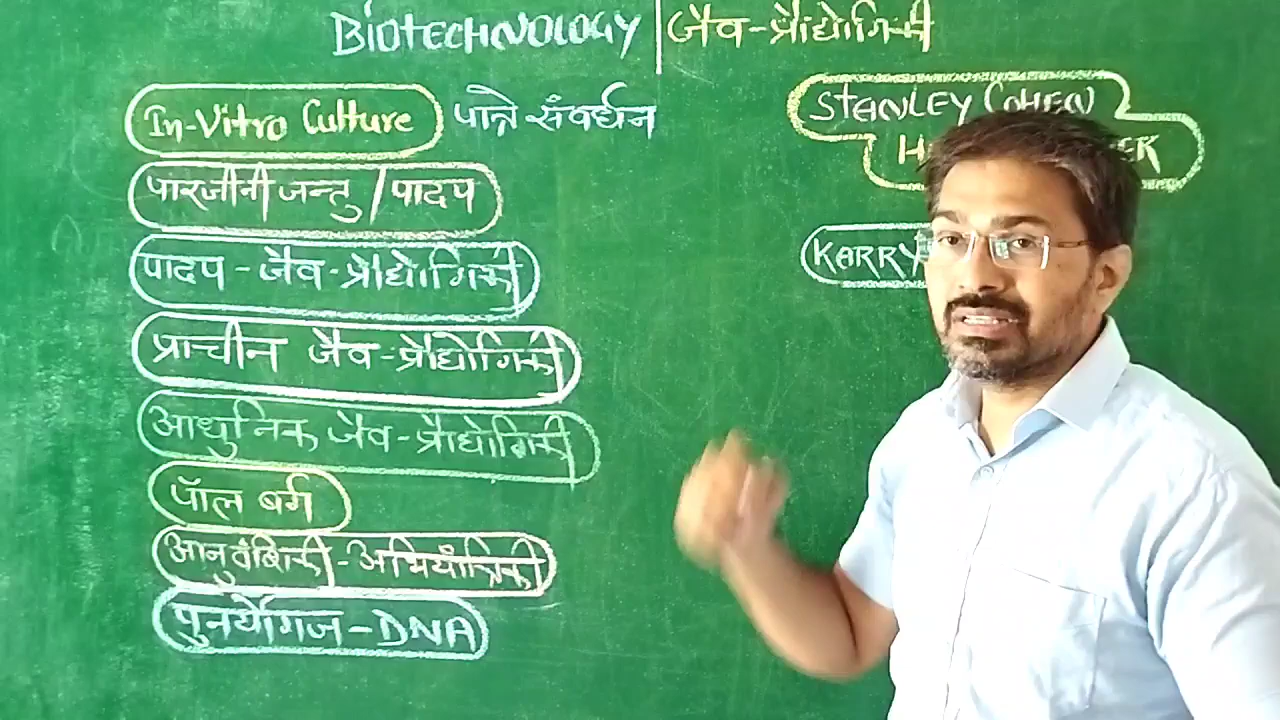 BIOTECHNOLOGY | जैव-प्रौद्योगिकी
In-Vitro Culture पात्रे संवर्धन
पारजीनी जन्तु / पादप
पादप - जैव - प्रौद्योगिकी
प्राचीन जैव-प्रौद्योगिकी
आधुनिक जैव-प्रौद्योगिकी
पॉल बर्ग
आनुवंशिकी-अभियांत्रिकी
पुनर्योगज-DNA
STANLEY COHEN
KARRY